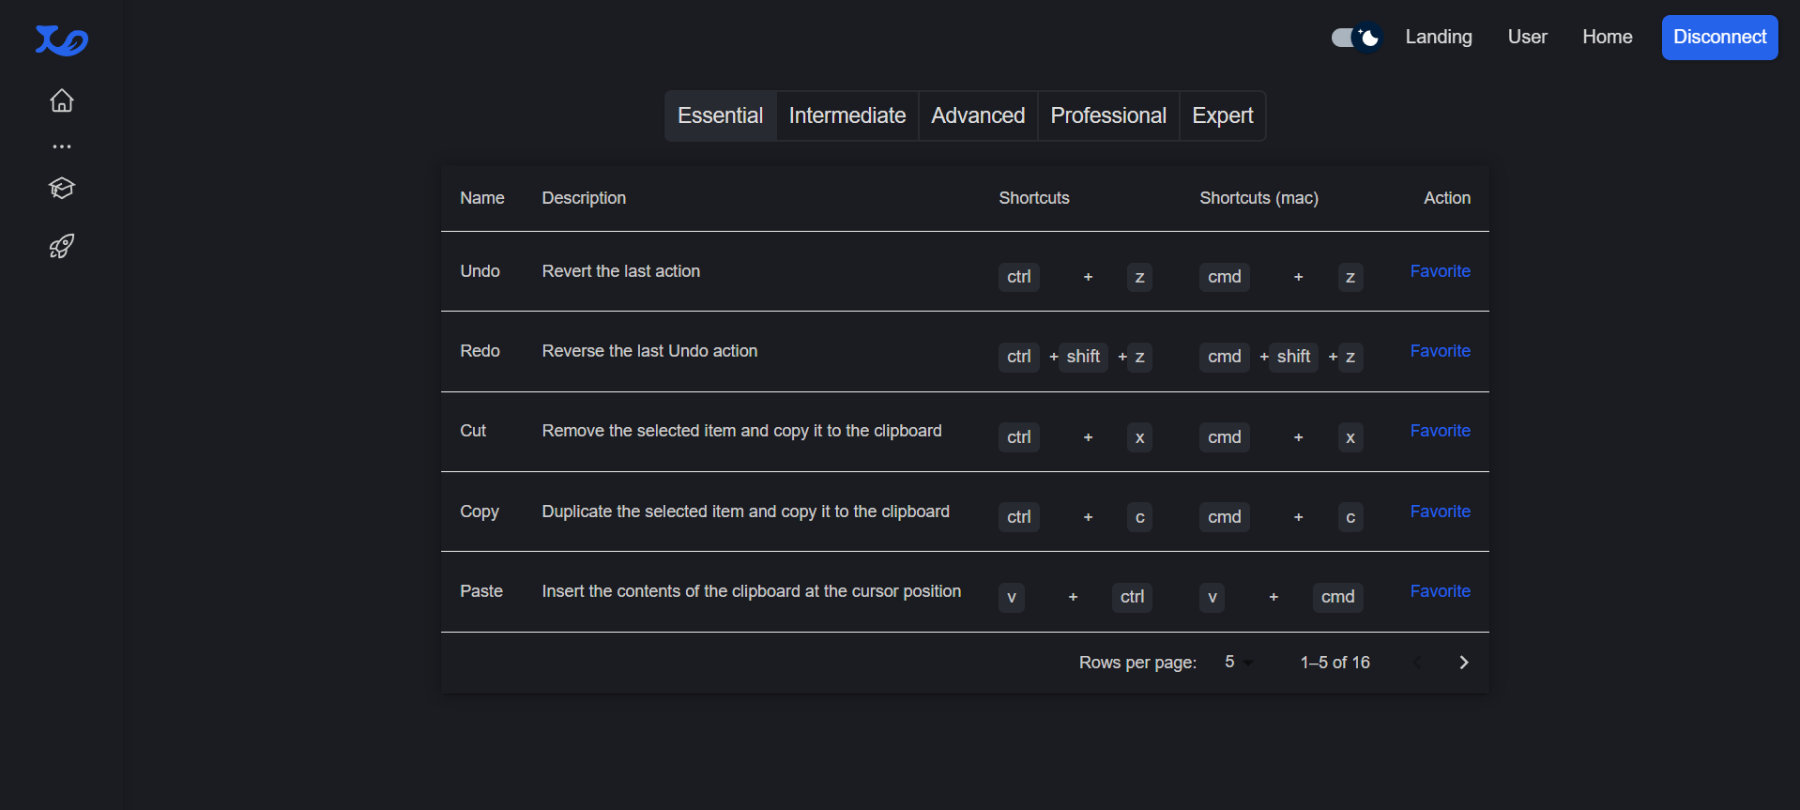 Landing User Home Disconnect
Essential Intermediate Advanced Professional Expert
Name Description Shortcuts Shortcuts (mac) Action
Undo Revert the last action ctrl + z cmd + z Favorite
Redo Reverse the last Undo action ctrl + shift + z cmd + shift + z Favorite
Cut Remove the selected item and copy it to the clipboard ctrl + x cmd + x Favorite
Copy Duplicate the selected item and copy it to the clipboard ctrl + c cmd + c Favorite
Paste Insert the contents of the clipboard at the cursor position v + ctrl v + cmd Favorite
Rows per page: 5 1–5 of 16